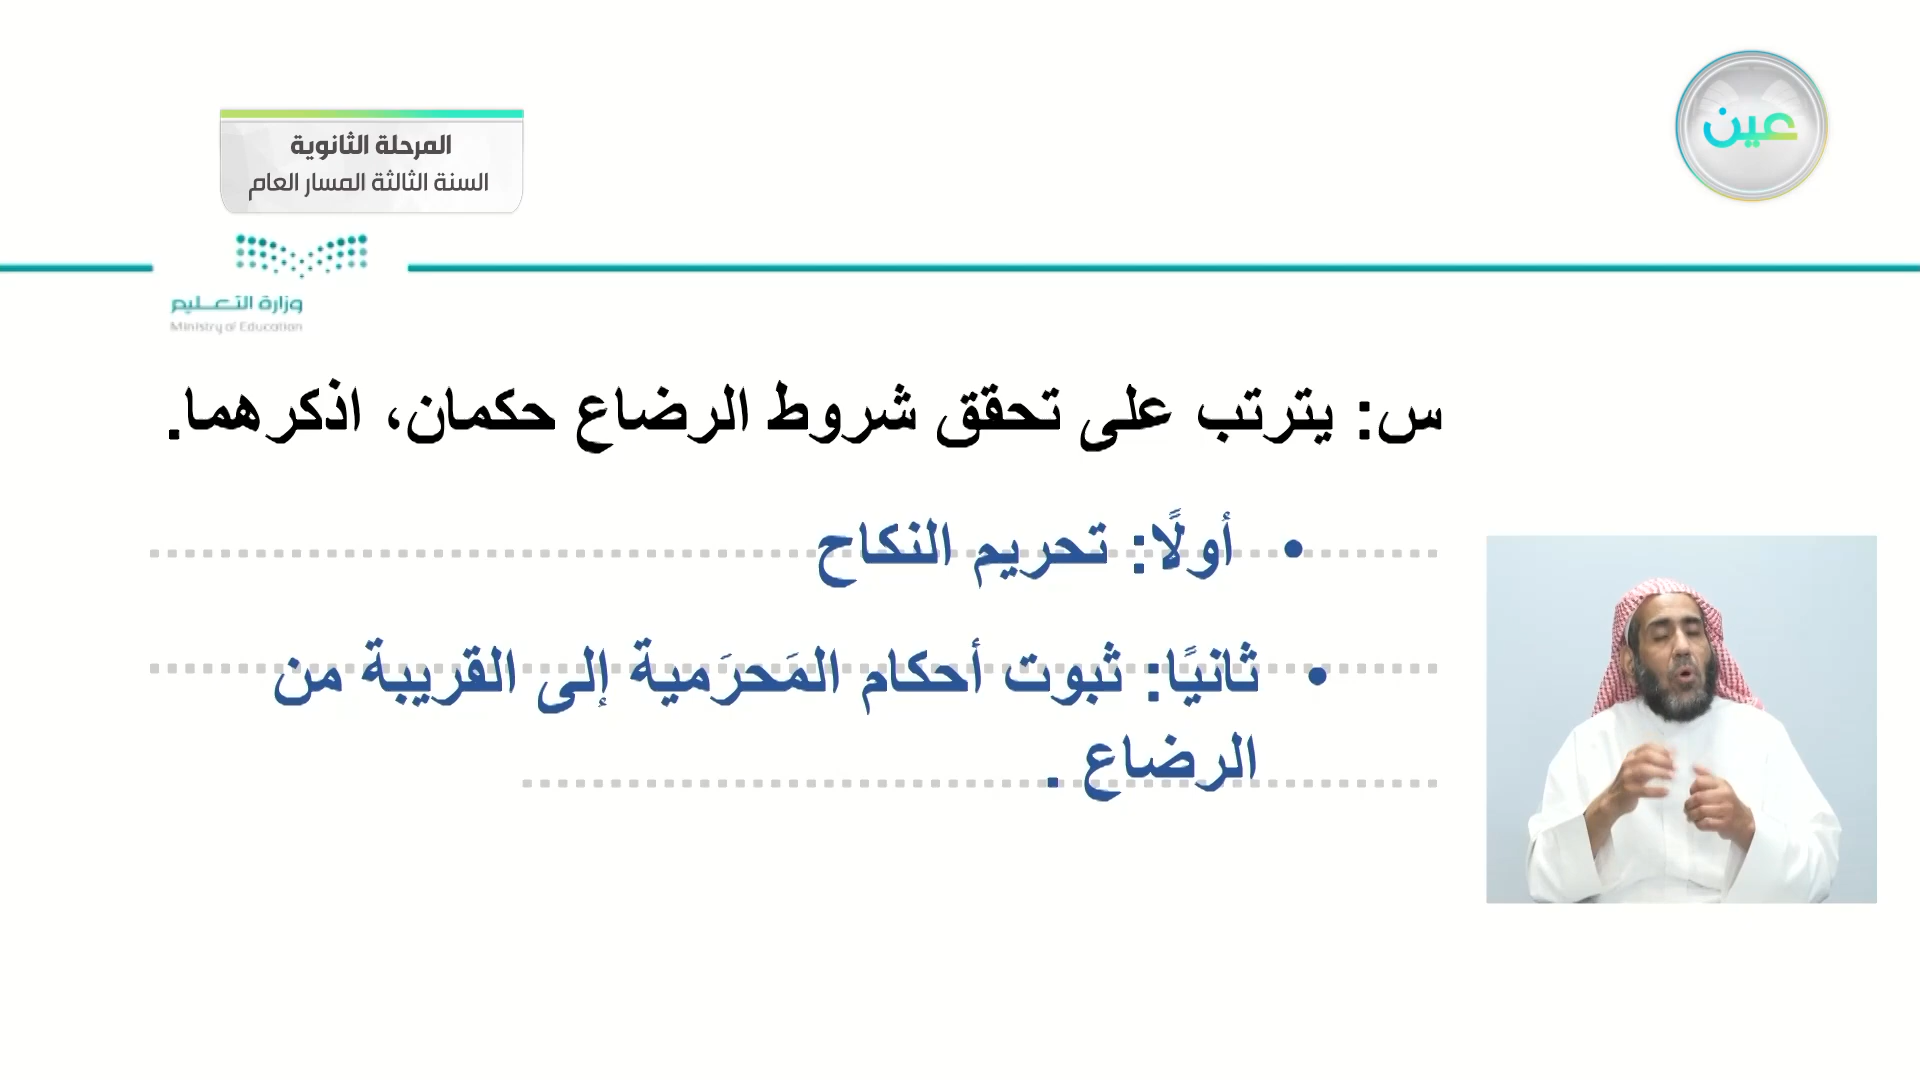 عين
المرحلة الثانوية
السنة الثالثة المسار العام
وزارة التعليم
Ministry of Education
س: يترتب على تحقق شروط الرضاع حكمان، اذكرهما.
• أولًا: تحريم النكاح
• ثانيًا: ثبوت أحكام المَحرَمية إلى القريبة من
الرضاع .